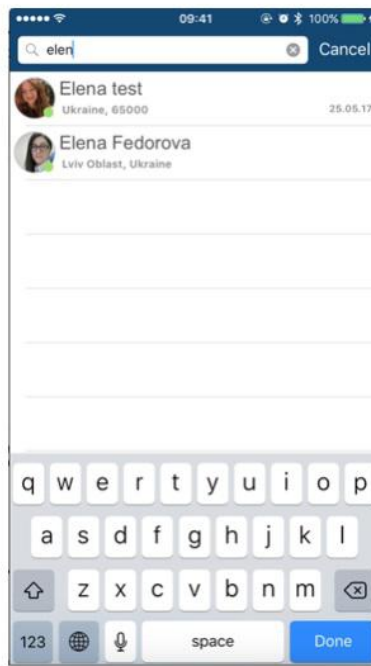 09:41 100%
elen Cancel
Elena test
Ukraine, 65000 25.05.17
Elena Fedorova
Lviv Oblast, Ukraine
q w e r t y u i o p
a s d f g h j k l
z x c v b n m
123 space Done